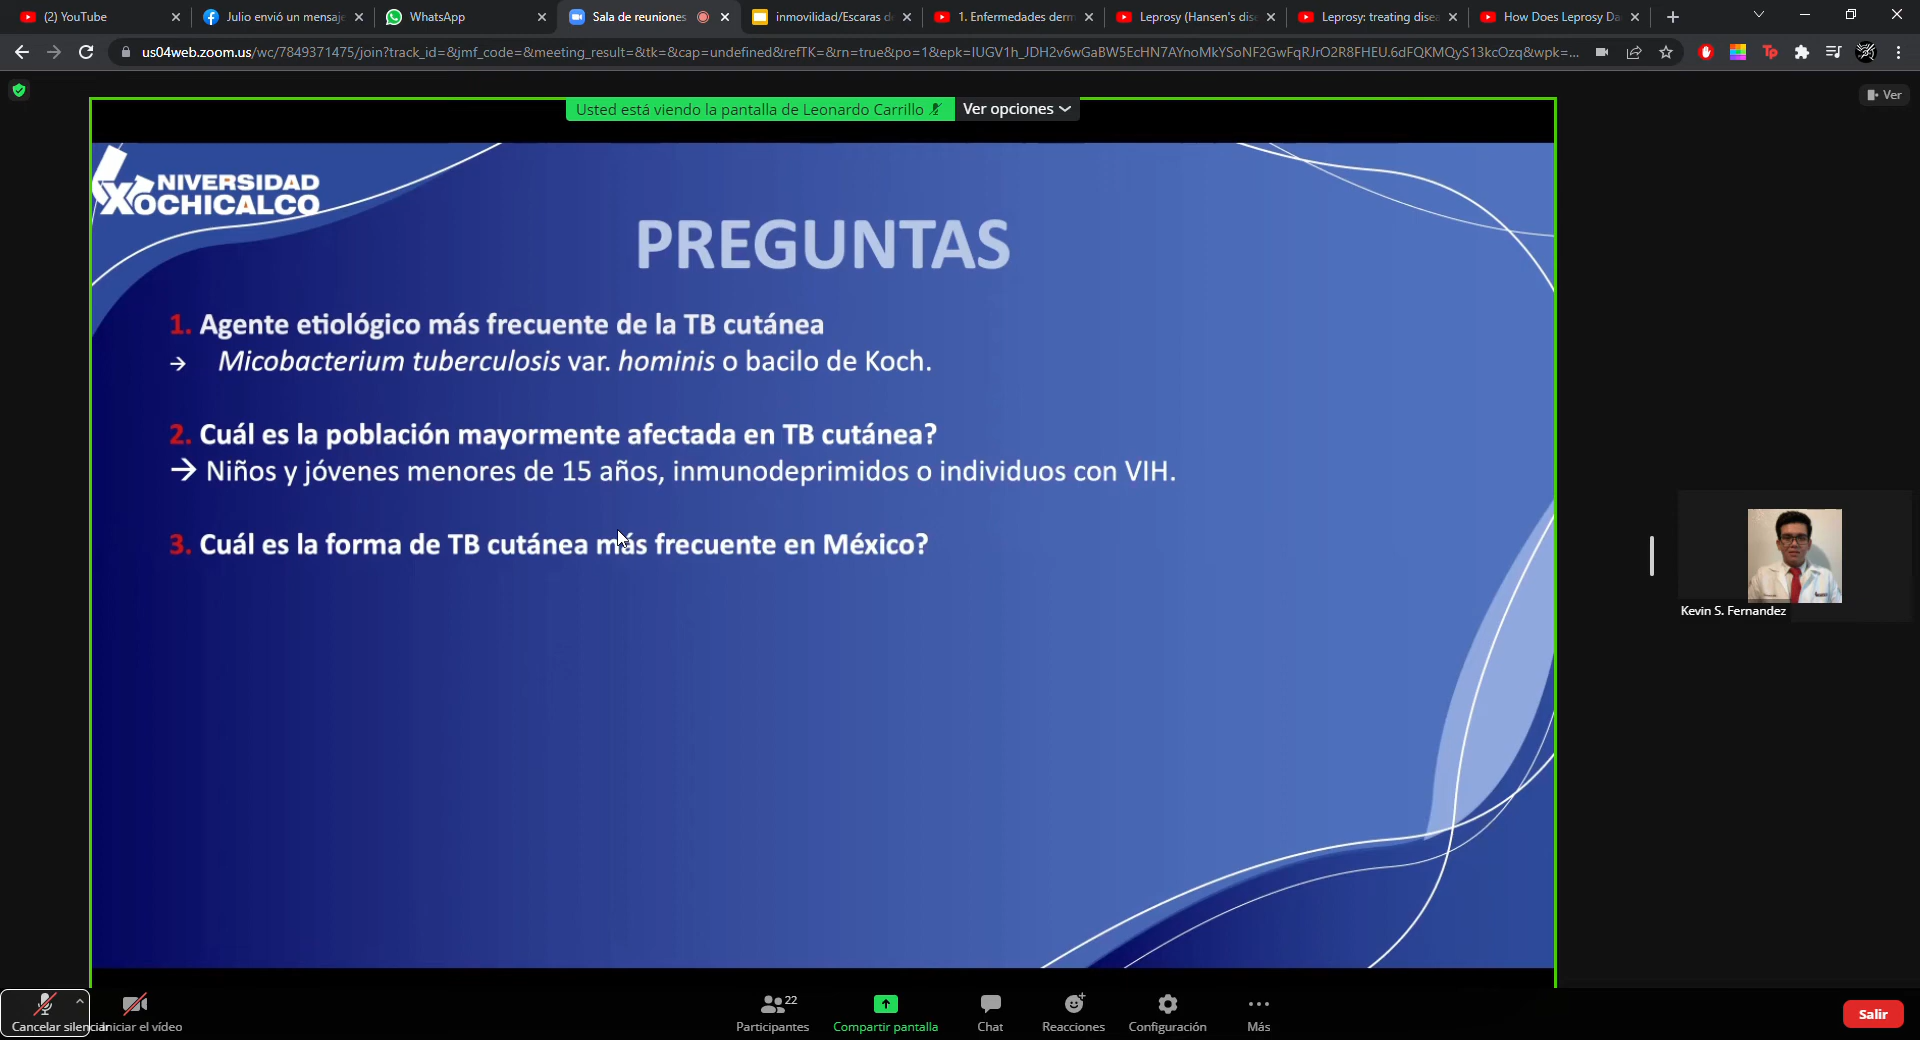 (2) YouTube
Julio envió un mensaje
WhatsApp
Sala de reuniones
inmovilidad/Escaras d
1. Enfermedades derm
Leprosy (Hansen's dis
Leprosy: treating disea
How Does Leprosy Da
us04web.zoom.us/wc/7849371475/join?track_id=&jmf_code=&meeting_result=&tk=&cap=undefined&refTK=&rn=true&po=1&epk=IUGV1h_JDH2v6wGaBW5EcHN7AYnoMkYSoNF2GwFqRJrO2R8FHEU.6dFQKMQyS13kcOzq&wpk=...
Usted está viendo la pantalla de Leonardo Carrillo
Ver opciones
Ver
UNIVERSIDAD
XOCHICALCO
PREGUNTAS
1. Agente etiológico más frecuente de la TB cutánea
→ Micobacterium tuberculosis var. hominis o bacilo de Koch.
2. Cuál es la población mayormente afectada en TB cutánea?
→ Niños y jóvenes menores de 15 años, inmunodeprimidos o individuos con VIH.
3. Cuál es la forma de TB cutánea más frecuente en México?
Kevin S. Fernandez
Cancelar silenciar
Iniciar el vídeo
22
Participantes
Compartir pantalla
Chat
Reacciones
Configuración
Más
Salir